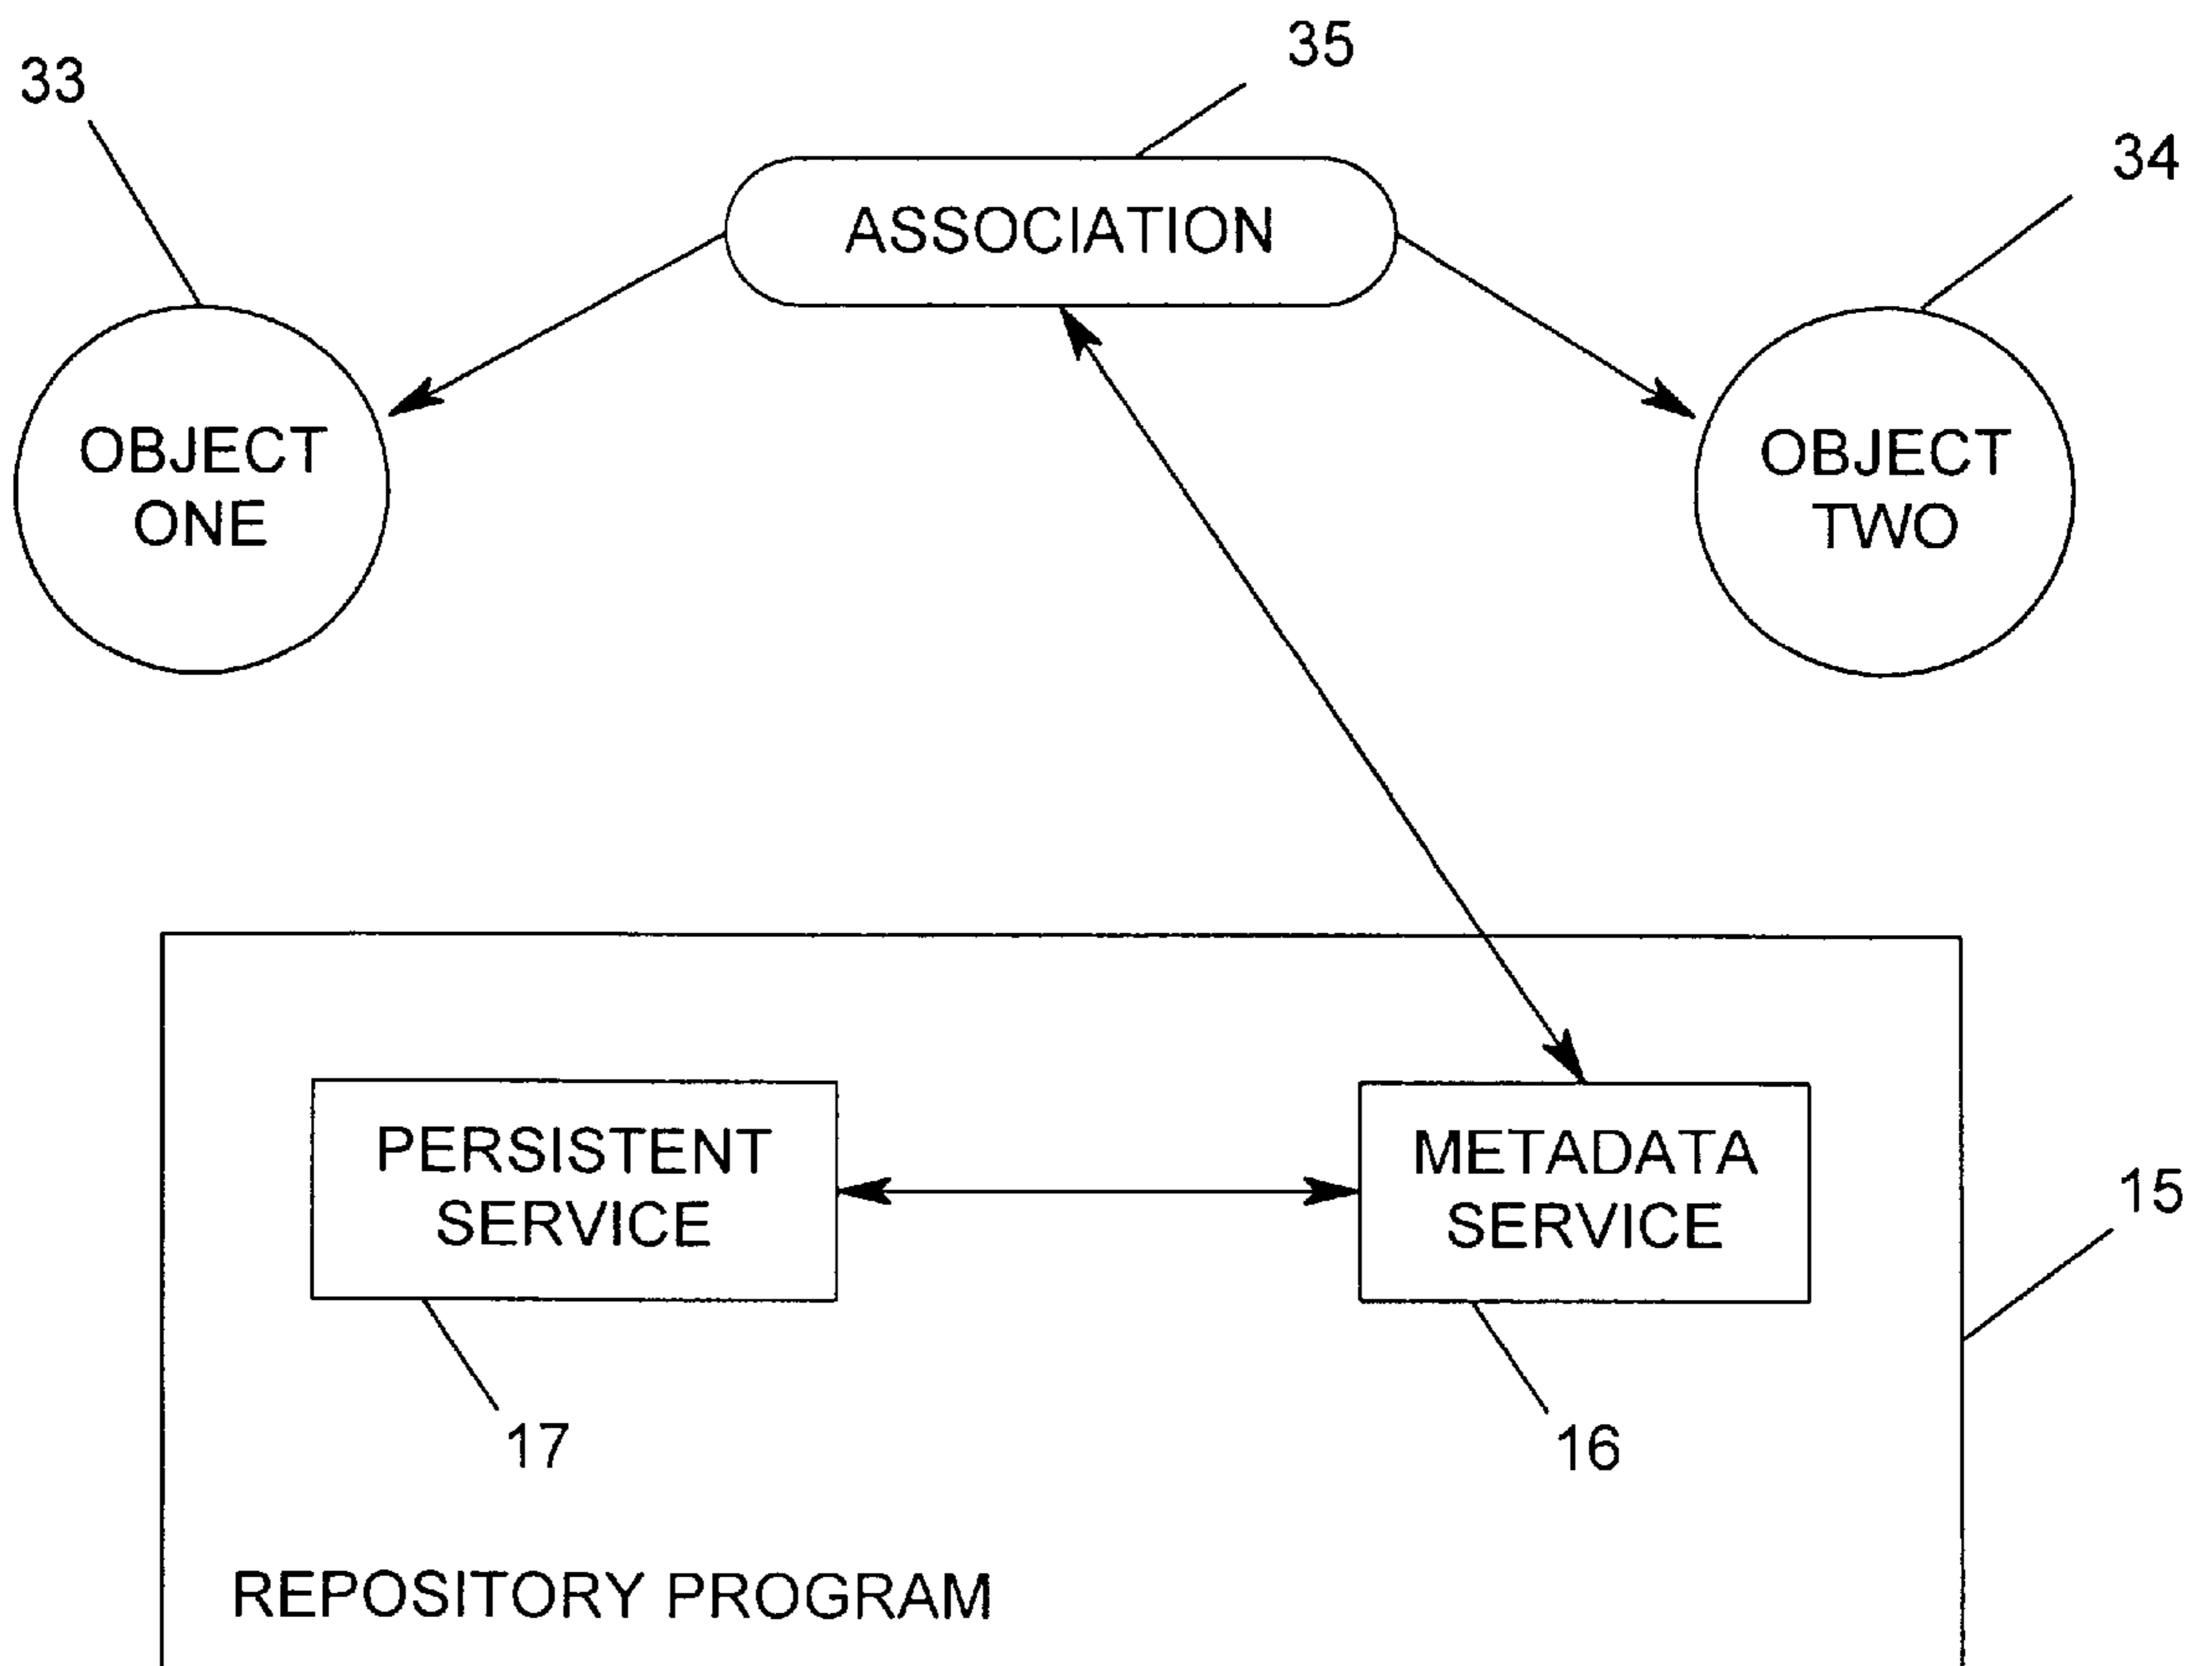 35
33
34
ASSOCIATION
OBJECT
ONE
OBJECT
TWO
PERSISTENT
SERVICE
METADATA
SERVICE
15
17
16
REPOSITORY PROGRAM